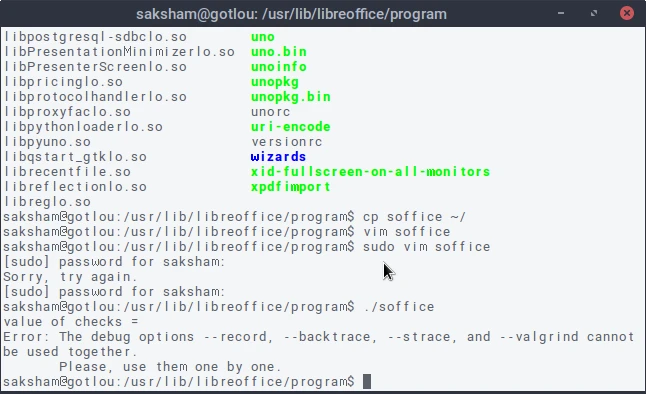 saksham@gotlou: /usr/lib/libreoffice/program
libpostgresql-sdbclo.so uno
libPresentationMinimizerlo.so uno.bin
libPresenterScreenlo.so unoinfo
libpricinglo.so unopkg
libprotocolhandlerlo.so unopkg.bin
libproxyfaclo.so unorc
libpythonloaderlo.so uri-encode
libpyuno.so versionrc
libqstart_gtklo.so wizards
librecentfile.so xid-fullscreen-on-all-monitors
libreflectionlo.so xpdfimport
libreglo.so
saksham@gotlou:/usr/lib/libreoffice/program$ cp soffice ~/
saksham@gotlou:/usr/lib/libreoffice/program$ vim soffice
saksham@gotlou:/usr/lib/libreoffice/program$ sudo vim soffice
[sudo] password for saksham:
Sorry, try again.
[sudo] password for saksham:
saksham@gotlou:/usr/lib/libreoffice/program$ ./soffice
value of checks =
Error: The debug options --record, --backtrace, --strace, and --valgrind cannot
be used together.
Please, use them one by one.
saksham@gotlou:/usr/lib/libreoffice/program$